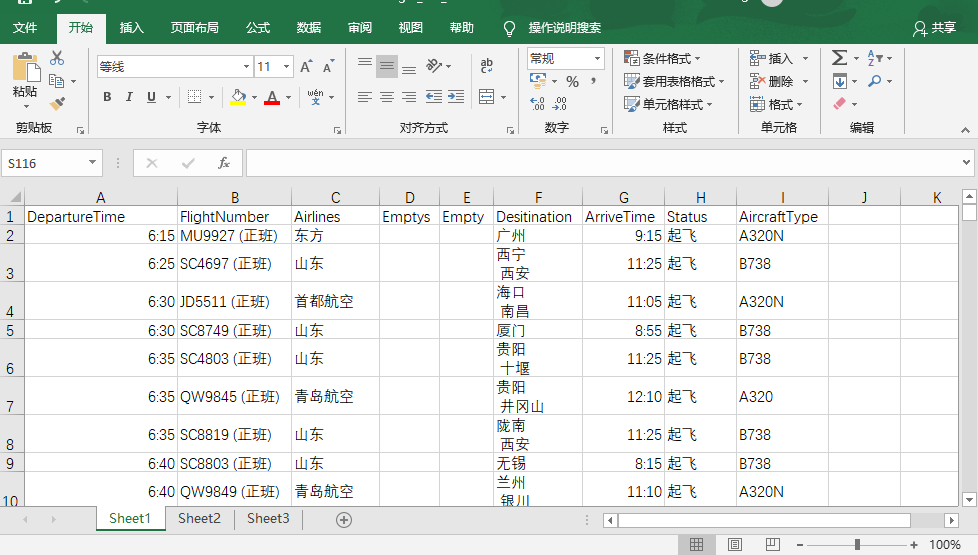 文件 开始 插入 页面布局 公式 数据 审阅 视图 帮助 操作说明搜索 共享
粘贴
等线 11
B I U A wén 文
ab c
常规
%
条件格式
套用表格格式
单元格样式
插入
删除
格式
剪贴板 字体 对齐方式 数字 样式 单元格 编辑
S116 fx
A B C D E F G H I J K
1 DepartureTime FlightNumber Airlines Emptys Empty Desitination ArriveTime Status AircraftType
2 6:15 MU9927 (正班) 东方 广州 9:15 起飞 A320N
西宁
3 6:25 SC4697 (正班) 山东 西安 11:25 起飞 B738
海口
4 6:30 JD5511 (正班) 首都航空 南昌 11:05 起飞 A320N
5 6:30 SC8749 (正班) 山东 厦门 8:55 起飞 B738
贵阳
6 6:35 SC4803 (正班) 山东 十堰 11:25 起飞 B738
贵阳
7 6:35 QW9845 (正班) 青岛航空 井冈山 12:10 起飞 A320
陇南
8 6:35 SC8819 (正班) 山东 西安 11:25 起飞 B738
9 6:40 SC8803 (正班) 山东 无锡 8:15 起飞 B738
兰州
10 6:40 QW9849 (正班) 青岛航空 银川 11:10 起飞 A320N
Sheet1 Sheet2 Sheet3
100%